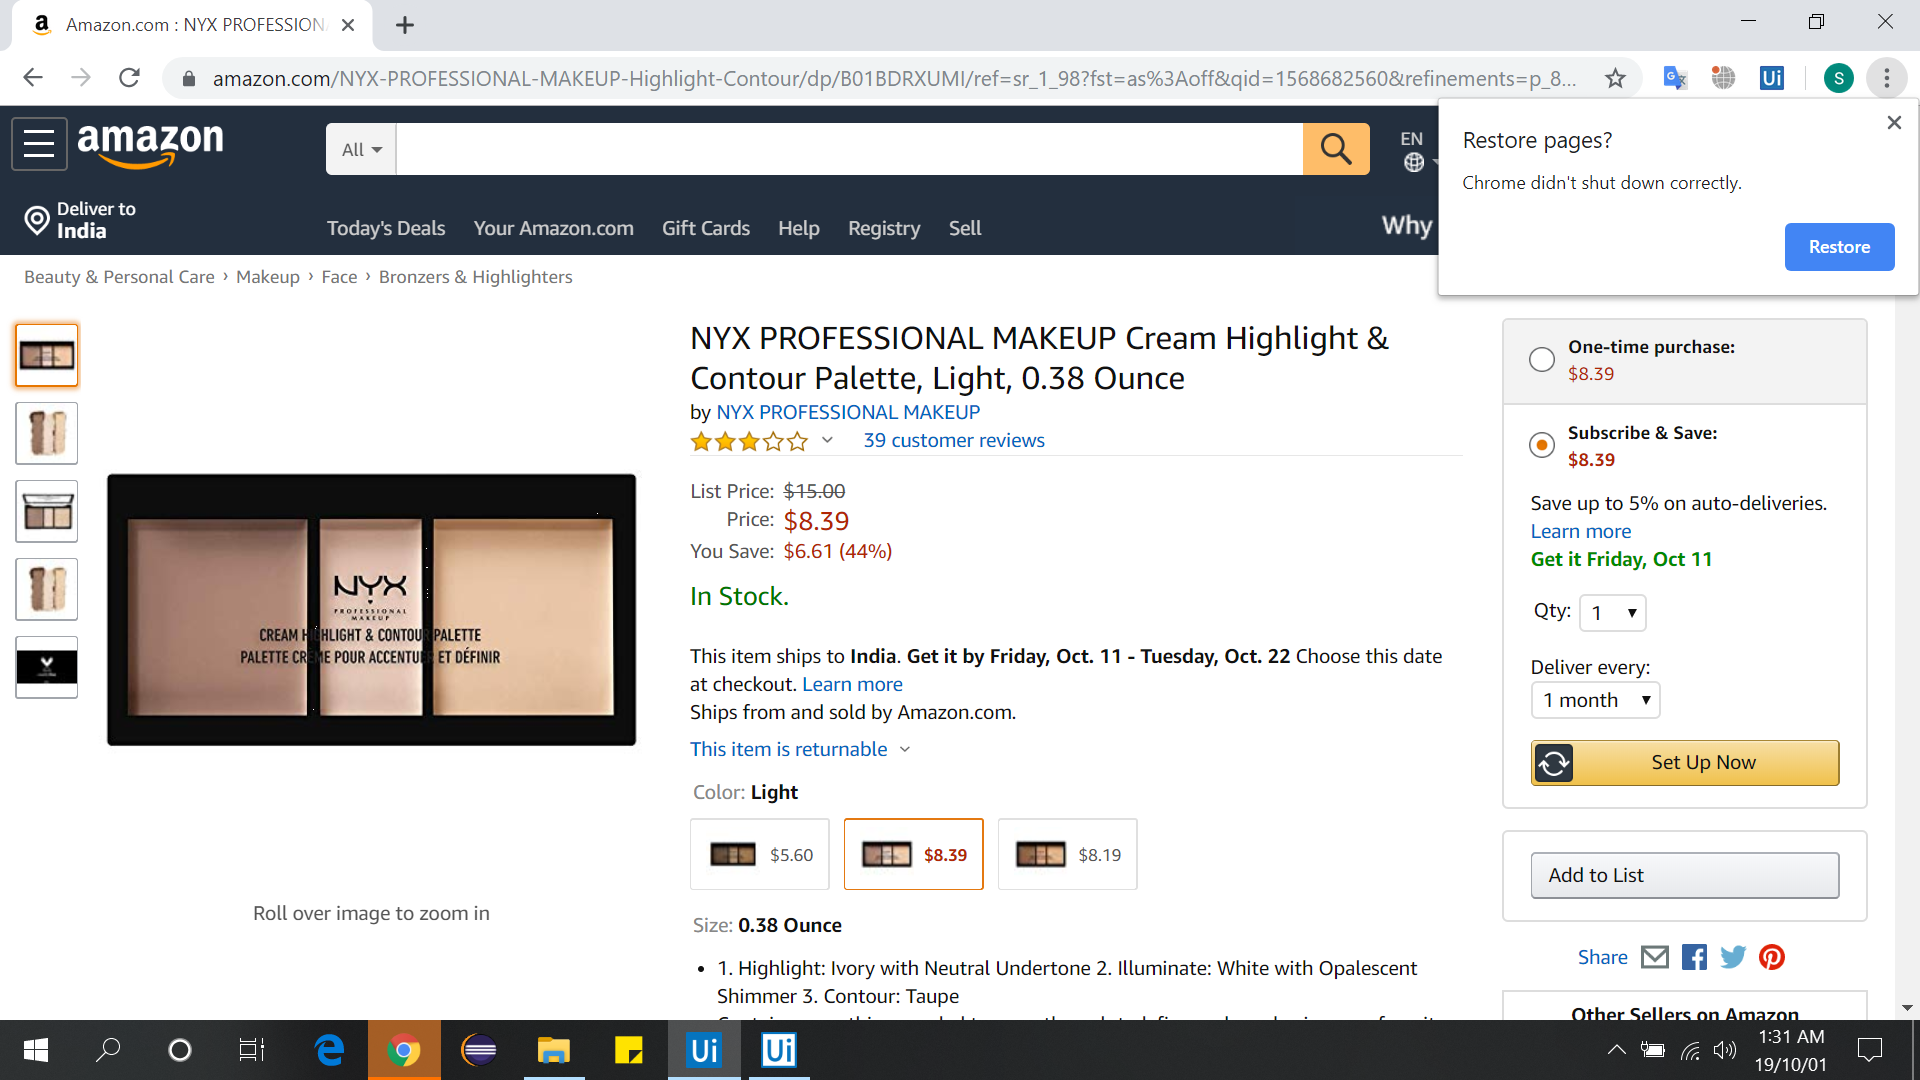 Amazon.com : NYX PROFESSION
amazon.com/NYX-PROFESSIONAL-MAKEUP-Highlight-Contour/dp/B01BDRXUMI/ref=sr_1_98?fst=as%3Aoff&qid=1568682560&refinements=p_8...
S
Ui
Restore pages?
Chrome didn't shut down correctly.
Restore
amazon
All
EN
Deliver to
India
Today's Deals
Your Amazon.com
Gift Cards
Help
Registry
Sell
Why
Beauty & Personal Care › Makeup › Face › Bronzers & Highlighters
NYX
PROFESSIONAL
MAKEUP
CREAM HIGHLIGHT & CONTOUR PALETTE
PALETTE CRÈME POUR ACCENTUER ET DÉFINIR
Roll over image to zoom in
NYX PROFESSIONAL MAKEUP Cream Highlight &
Contour Palette, Light, 0.38 Ounce
by NYX PROFESSIONAL MAKEUP
39 customer reviews
List Price: $15.00
Price: $8.39
You Save: $6.61 (44%)
In Stock.
This item ships to India. Get it by Friday, Oct. 11 - Tuesday, Oct. 22 Choose this date
at checkout. Learn more
Ships from and sold by Amazon.com.
This item is returnable
Color: Light
$5.60
$8.39
$8.19
Size: 0.38 Ounce
• 1. Highlight: Ivory with Neutral Undertone 2. Illuminate: White with Opalescent
Shimmer 3. Contour: Taupe
One-time purchase:
$8.39
Subscribe & Save:
$8.39
Save up to 5% on auto-deliveries.
Learn more
Get it Friday, Oct 11
Qty: 1
Deliver every:
1 month
Set Up Now
Add to List
Share
Other Sellers on Amazon
Ui
Ui
1:31 AM
19/10/01